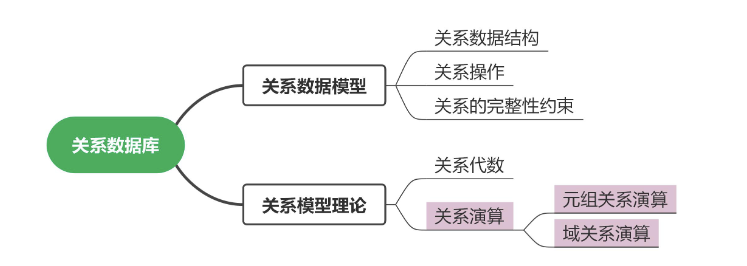 关系数据库
关系数据模型
关系数据结构
关系操作
关系的完整性约束
关系模型理论
关系代数
关系演算
元组关系演算
域关系演算